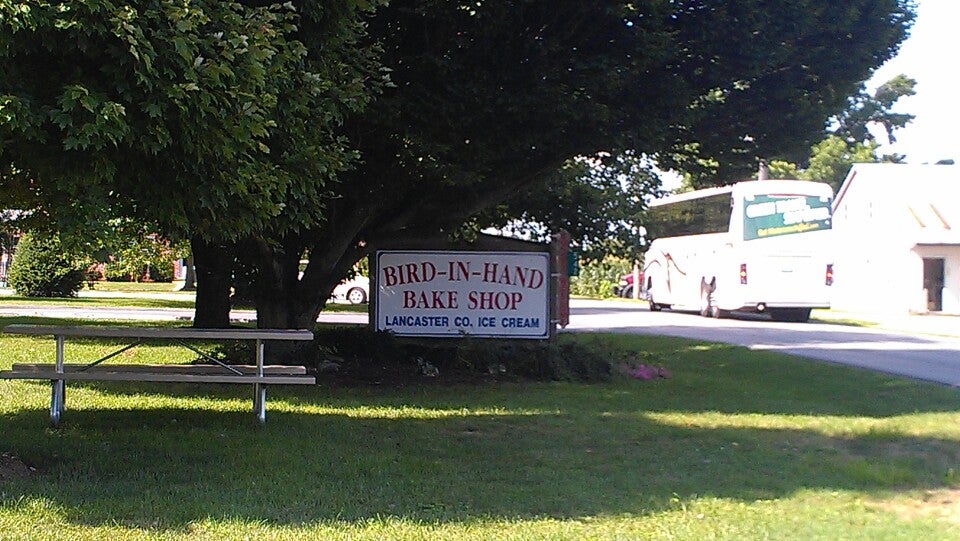 BIRD-IN-HAND
BAKE SHOP
LANCASTER CO. ICE CREAM